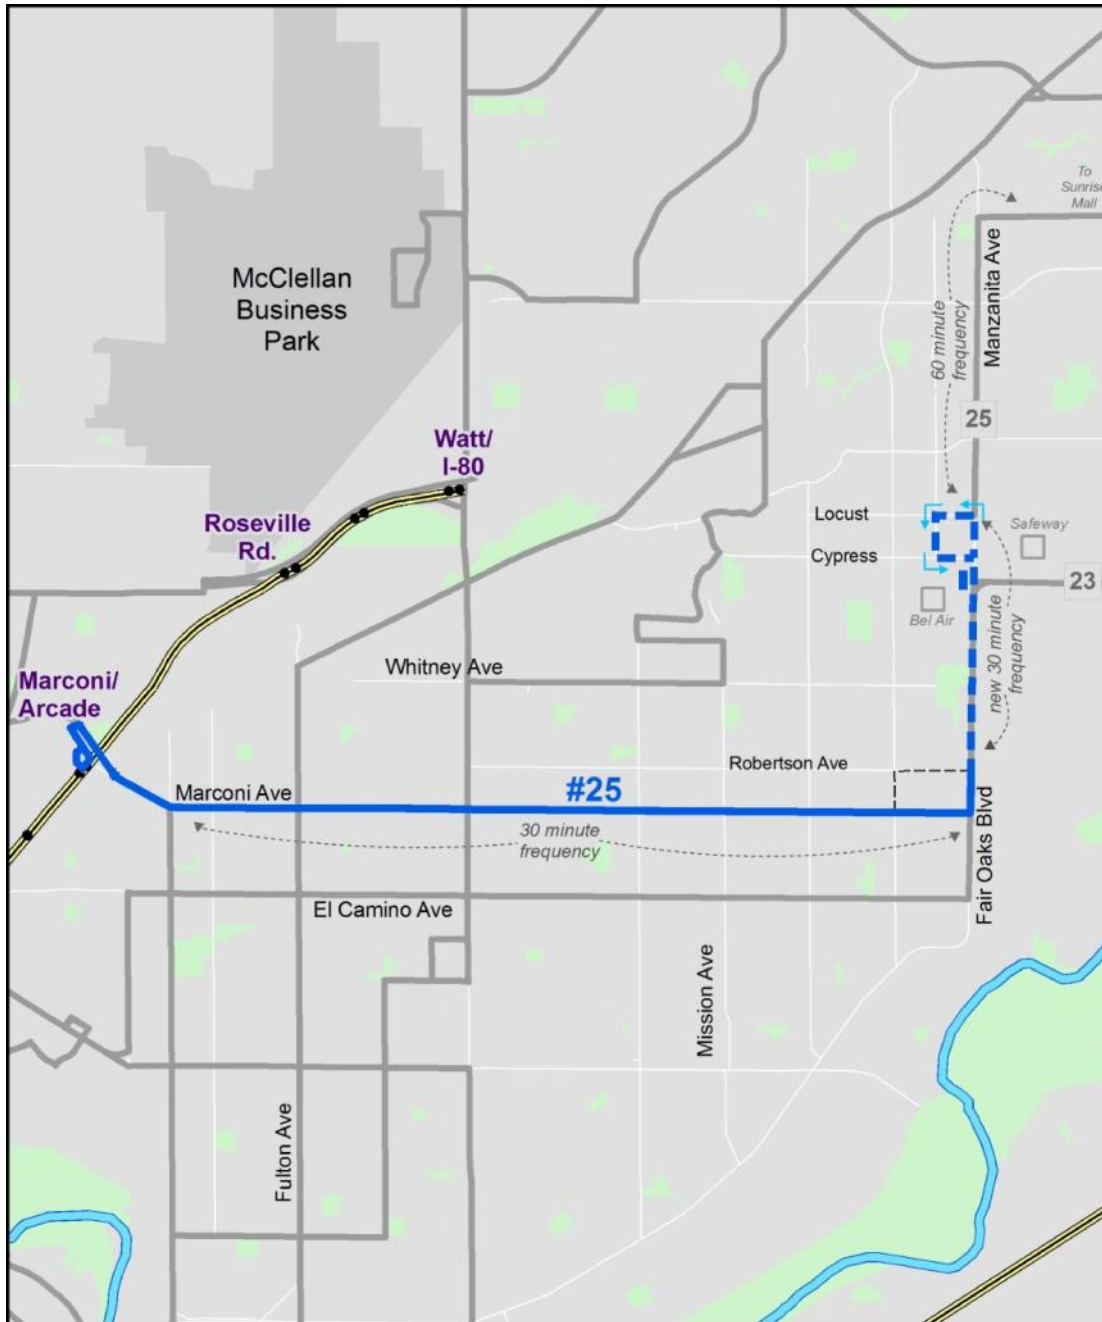 To
Sunrise
Mall
Manzanita Ave
McClellan
Business
Park
60 minute
frequency
25
Watt/
I-80
Locust
Safeway
Roseville
Rd.
Cypress
23
Bel Air
new 30 minute
frequency
Whitney Ave
Marconi/
Arcade
Robertson Ave
#25
Marconi Ave
30 minute
frequency
Fair Oaks Blvd
El Camino Ave
Mission Ave
Fulton Ave